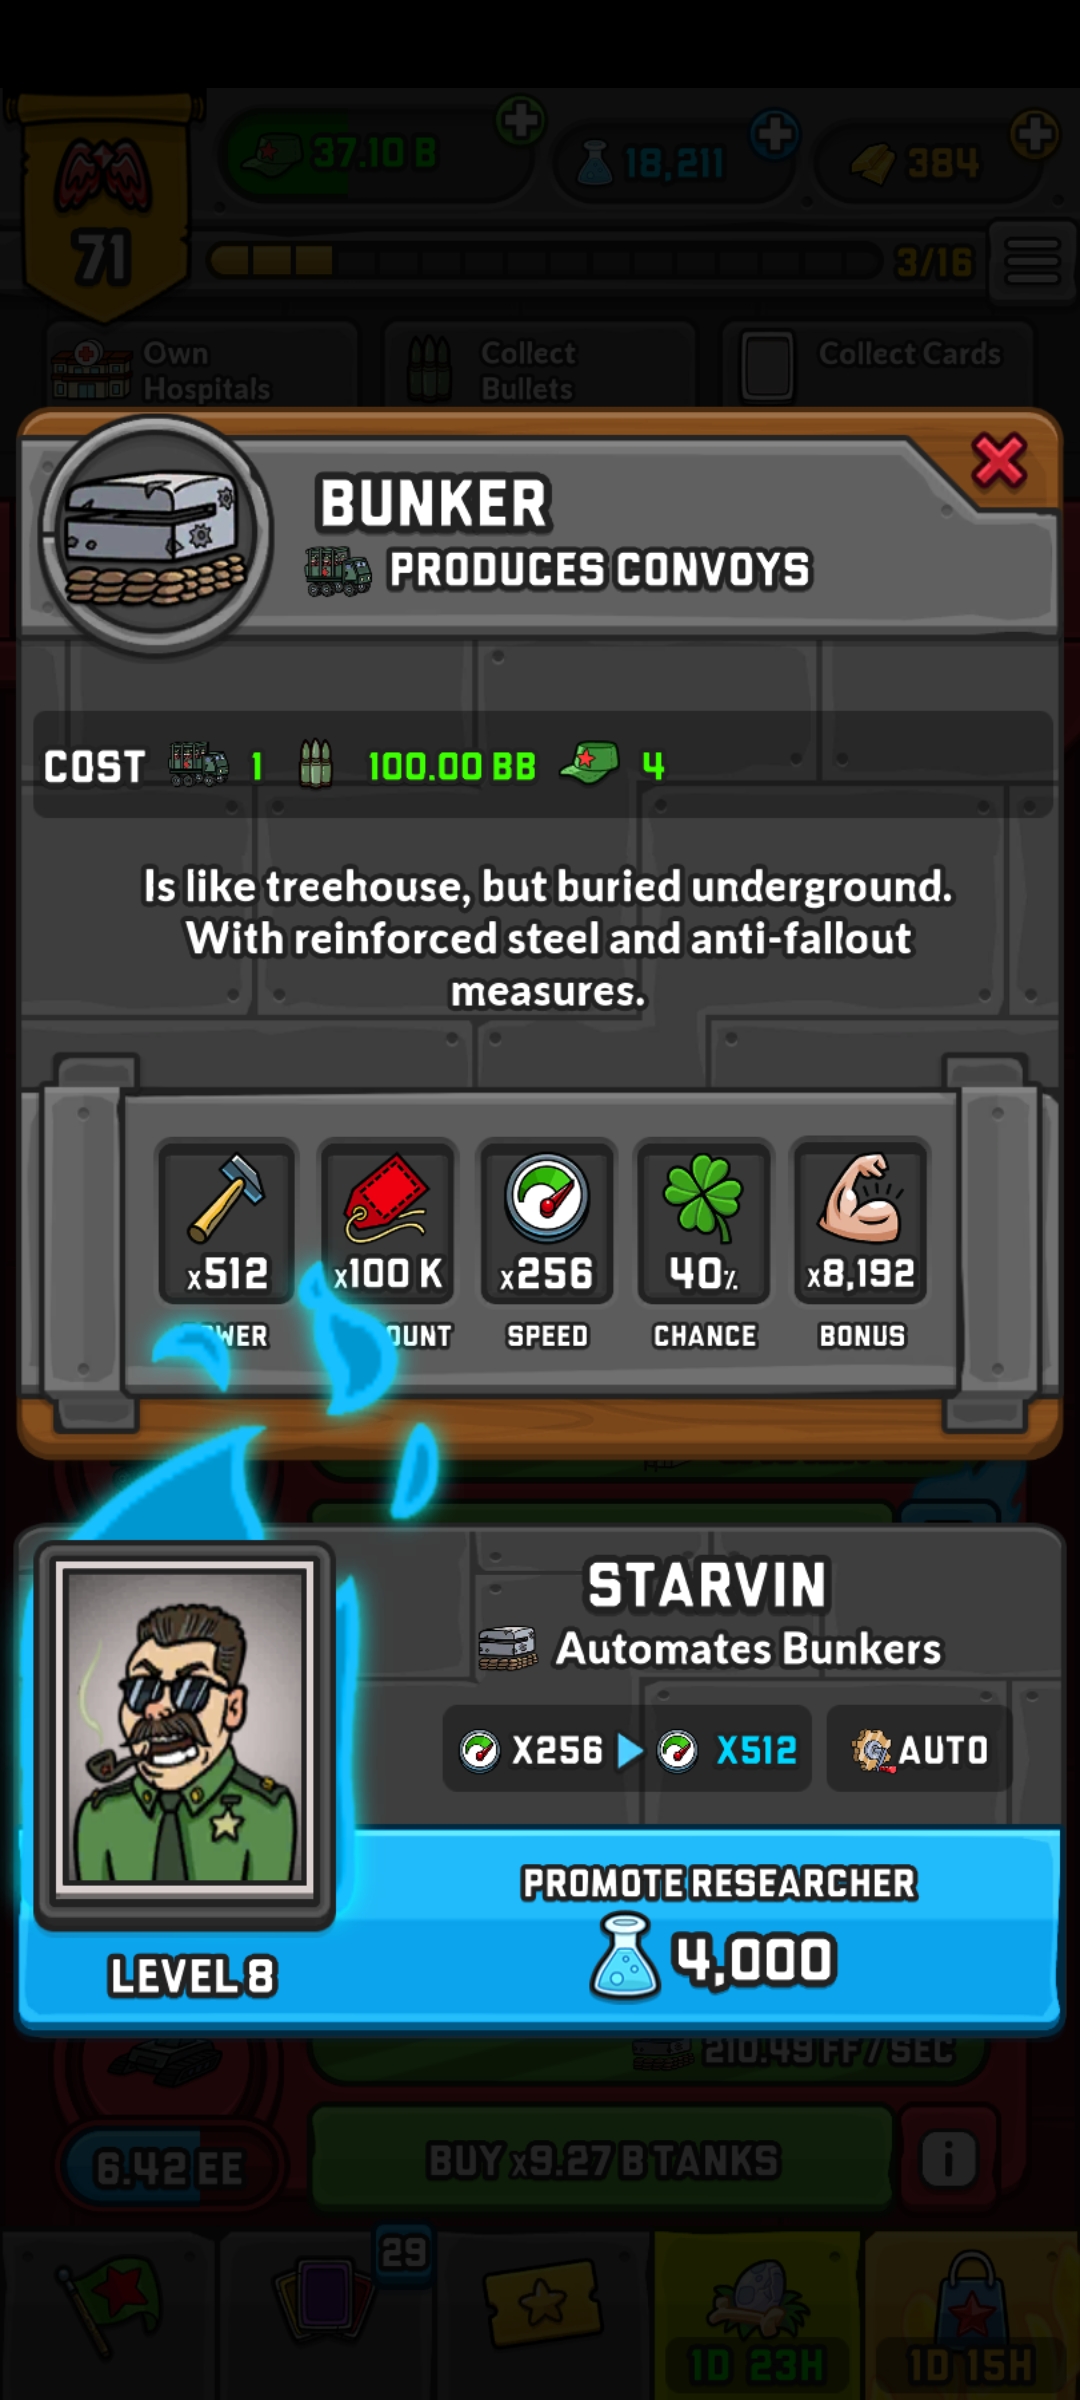 37.10 B
18,211
384
71
3/16
Own
Hospitals
Collect
Bullets
Collect Cards
BUNKER
PRODUCES CONVOYS
COST 1 100.00 BB 4
Is like treehouse, but buried underground.
With reinforced steel and anti-fallout
measures.
x512
x100 K
x256
40%
x8,192
SPEED
CHANCE
BONUS
STARVIN
Automates Bunkers
X256 X512 AUTO
PROMOTE RESEARCHER
4,000
LEVEL 8
210.49 FF / SEC
6.42 EE
BUY x9.27 B TANKS
i
29
1D 23H
1D 15H